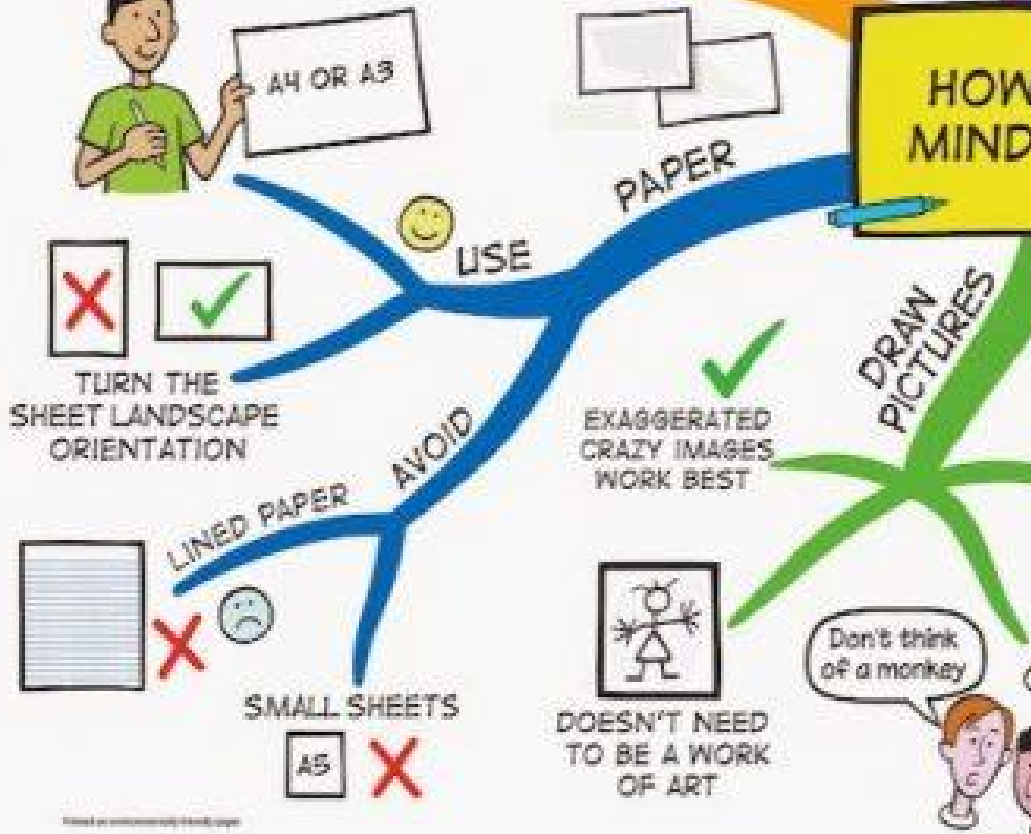 A4 OR A3
HOW
MIND
PAPER
USE
TURN THE
SHEET LANDSCAPE
ORIENTATION
AVOID
LINED PAPER
SMALL SHEETS
A5
DRAW
PICTURES
EXAGGERATED
CRAZY IMAGES
WORK BEST
DOESN'T NEED
TO BE A WORK
OF ART
Don't think
of a monkey